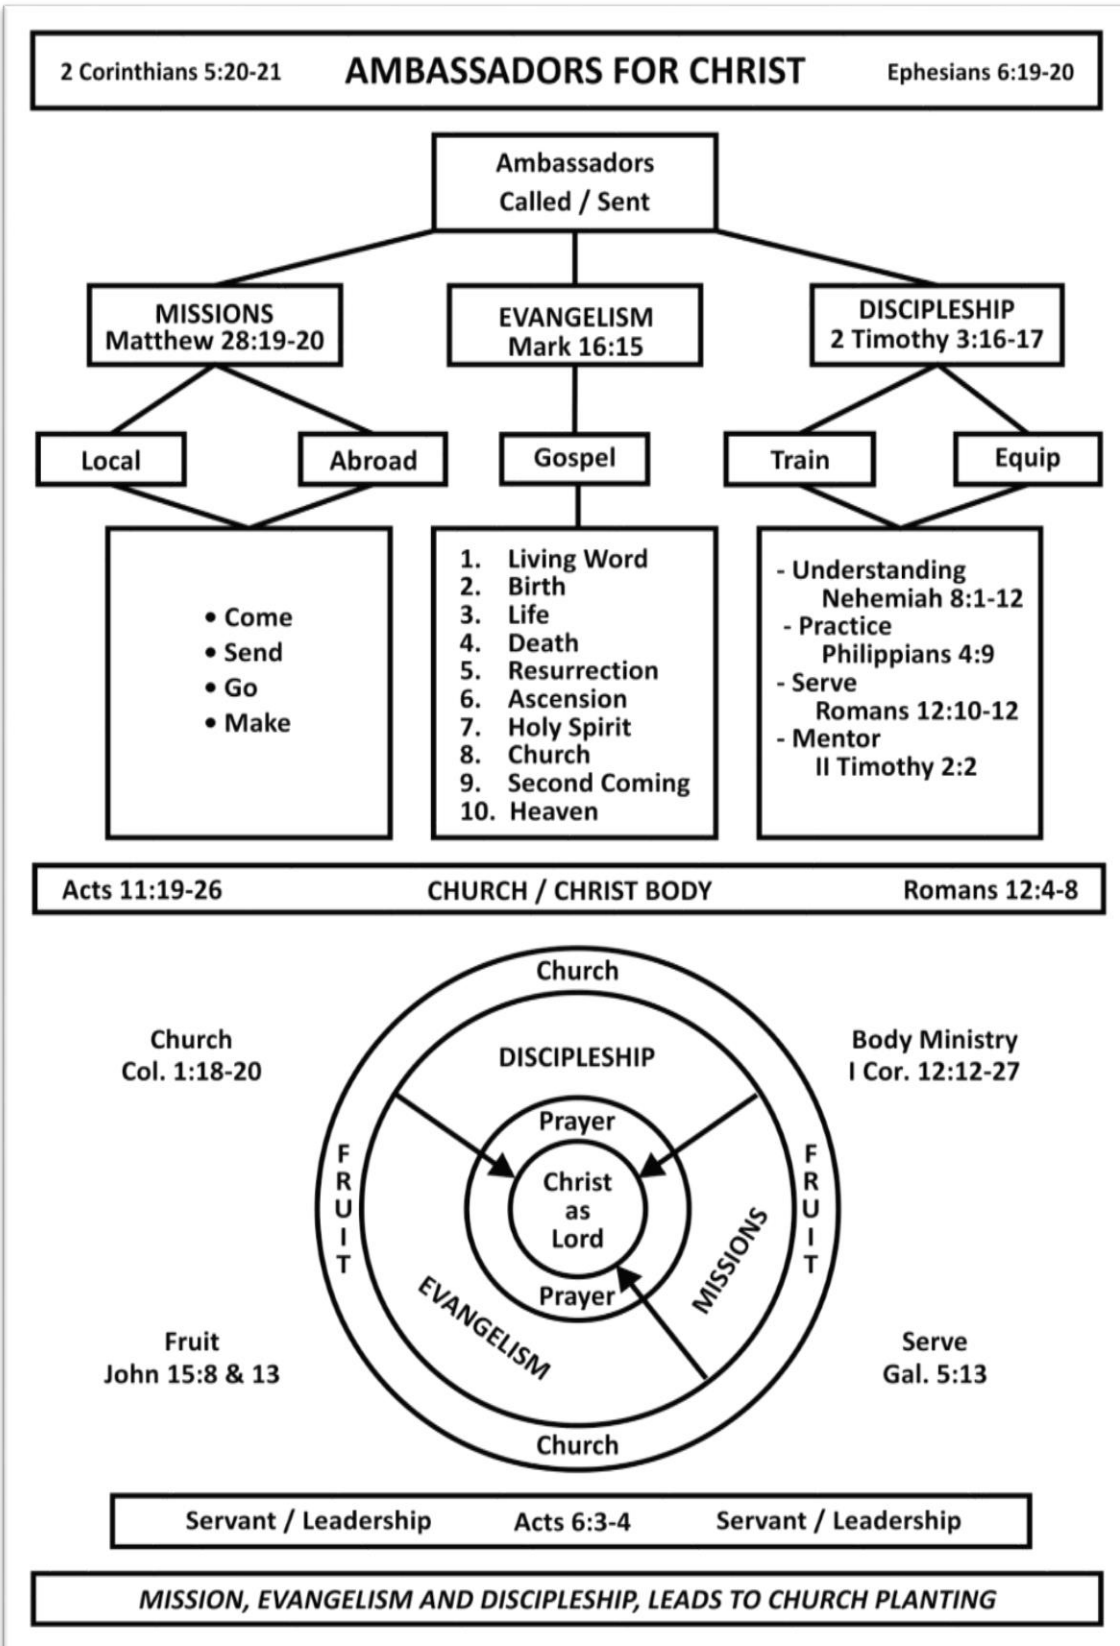 2 Corinthians 5:20-21 AMBASSADORS FOR CHRIST Ephesians 6:19-20
Ambassadors
Called / Sent
MISSIONS
Matthew 28:19-20
EVANGELISM
Mark 16:15
DISCIPLESHIP
2 Timothy 3:16-17
Local
Abroad
Gospel
Train
Equip
• Come
• Send
• Go
• Make
1. Living Word
2. Birth
3. Life
4. Death
5. Resurrection
6. Ascension
7. Holy Spirit
8. Church
9. Second Coming
10. Heaven
- Understanding
Nehemiah 8:1-12
- Practice
Philippians 4:9
- Serve
Romans 12:10-12
- Mentor
II Timothy 2:2
Acts 11:19-26 CHURCH / CHRIST BODY Romans 12:4-8
Church
Col. 1:18-20
Body Ministry
I Cor. 12:12-27
Church
DISCIPLESHIP
Prayer
Christ
as
Lord
Prayer
FRUIT
FRUIT
MISSIONS
EVANGELISM
Church
Fruit
John 15:8 & 13
Serve
Gal. 5:13
Servant / Leadership Acts 6:3-4 Servant / Leadership
MISSION, EVANGELISM AND DISCIPLESHIP, LEADS TO CHURCH PLANTING